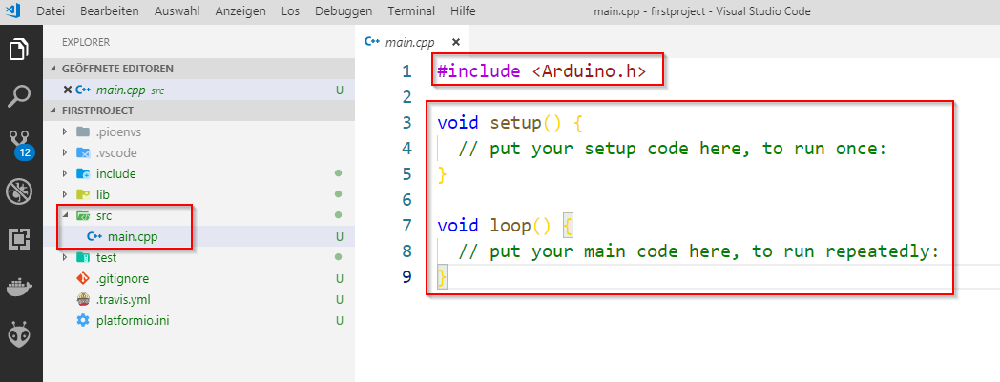 Datei Bearbeiten Auswahl Anzeigen Los Debuggen Terminal Hilfe main.cpp - firstproject - Visual Studio Code
EXPLORER
GEÖFFNETE EDITOREN
main.cpp src U
FIRSTPROJECT
.pioenvs
.vscode
include
lib
src
main.cpp U
test
.gitignore U
.travis.yml U
platformio.ini U
12
main.cpp
1 #include <Arduino.h>
2
3 void setup() {
4 // put your setup code here, to run once:
5 }
6
7 void loop() {
8 // put your main code here, to run repeatedly:
9 }